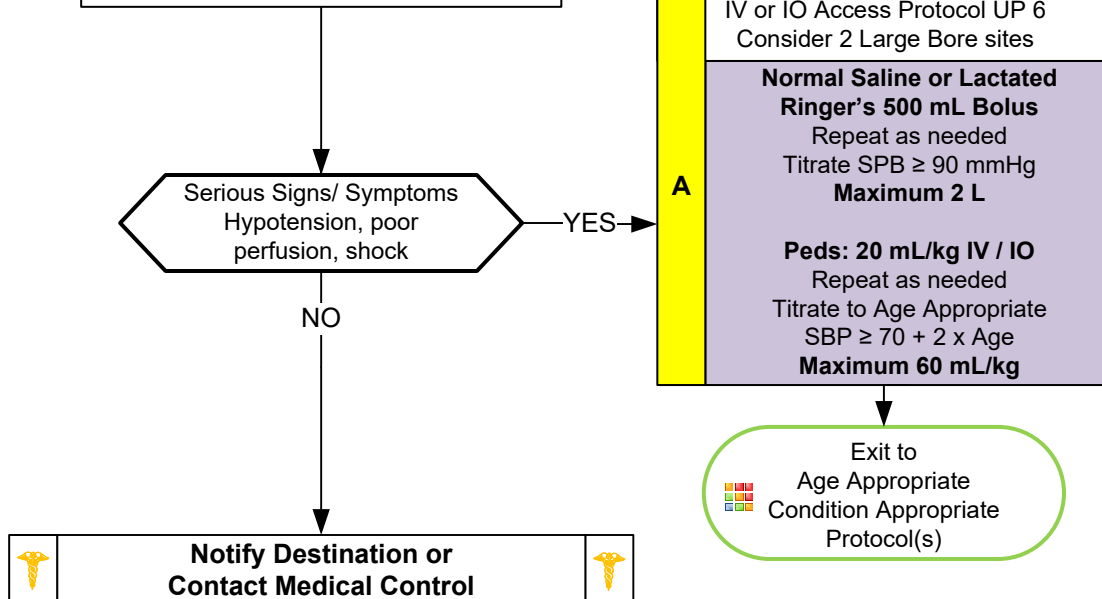 IV or IO Access Protocol UP 6
Consider 2 Large Bore sites
A
Normal Saline or Lactated
Ringer's 500 mL Bolus
Repeat as needed
Titrate SPB ≥ 90 mmHg
Maximum 2 L
Peds: 20 mL/kg IV / IO
Repeat as needed
Titrate to Age Appropriate
SBP ≥ 70 + 2 x Age
Maximum 60 mL/kg
Serious Signs/ Symptoms
Hypotension, poor
perfusion, shock
YES
NO
Exit to
Age Appropriate
Condition Appropriate
Protocol(s)
Notify Destination or
Contact Medical Control